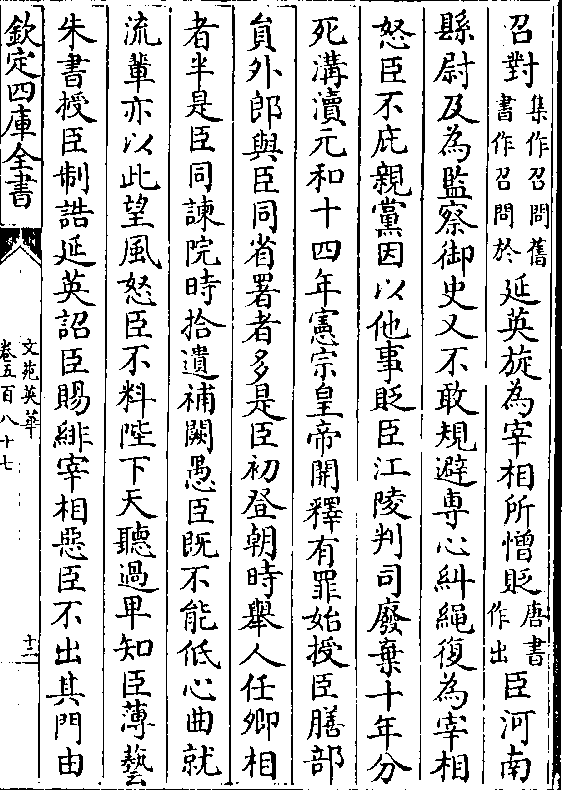 召對集作召問舊書作召問於延英旋為宰相所憎貶唐書作出臣河南
縣尉及為監察御史又不敢規避專心糾繩復為宰相
怒臣不庇親黨因以他事貶臣江陵判司廢棄十年分
死溝瀆元和十四年憲宗皇帝開釋有罪始授臣膳部
貟外郎與臣同省署者多是臣初登朝時舉人任卿相
者半是臣同諫院時拾遺補闕愚臣既不能低心曲就
流輩亦以此望風怒臣不料陛下天聽過卑知臣薄藝
朱書授臣制誥延英詔臣賜緋宰相惡臣不出其門由
欽定四庫全書
文苑英華
卷五百八十七
十二